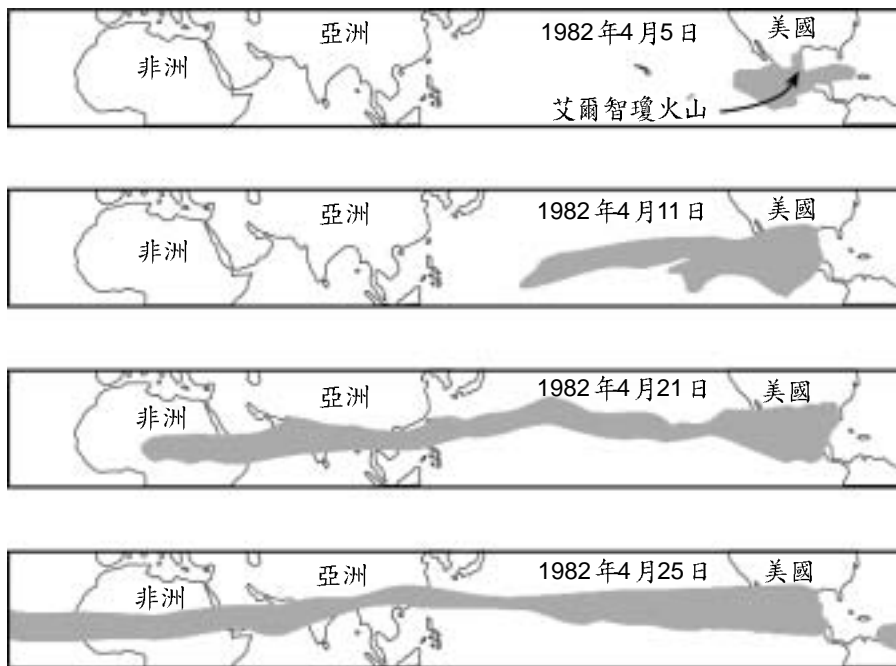 亞洲
1982年4月5日
美國
非洲
艾爾智瓊火山
亞洲
1982年4月11日
美國
非洲
1982年4月21日
美國
亞洲
非洲
亞洲
1982年4月25日
美國
非洲